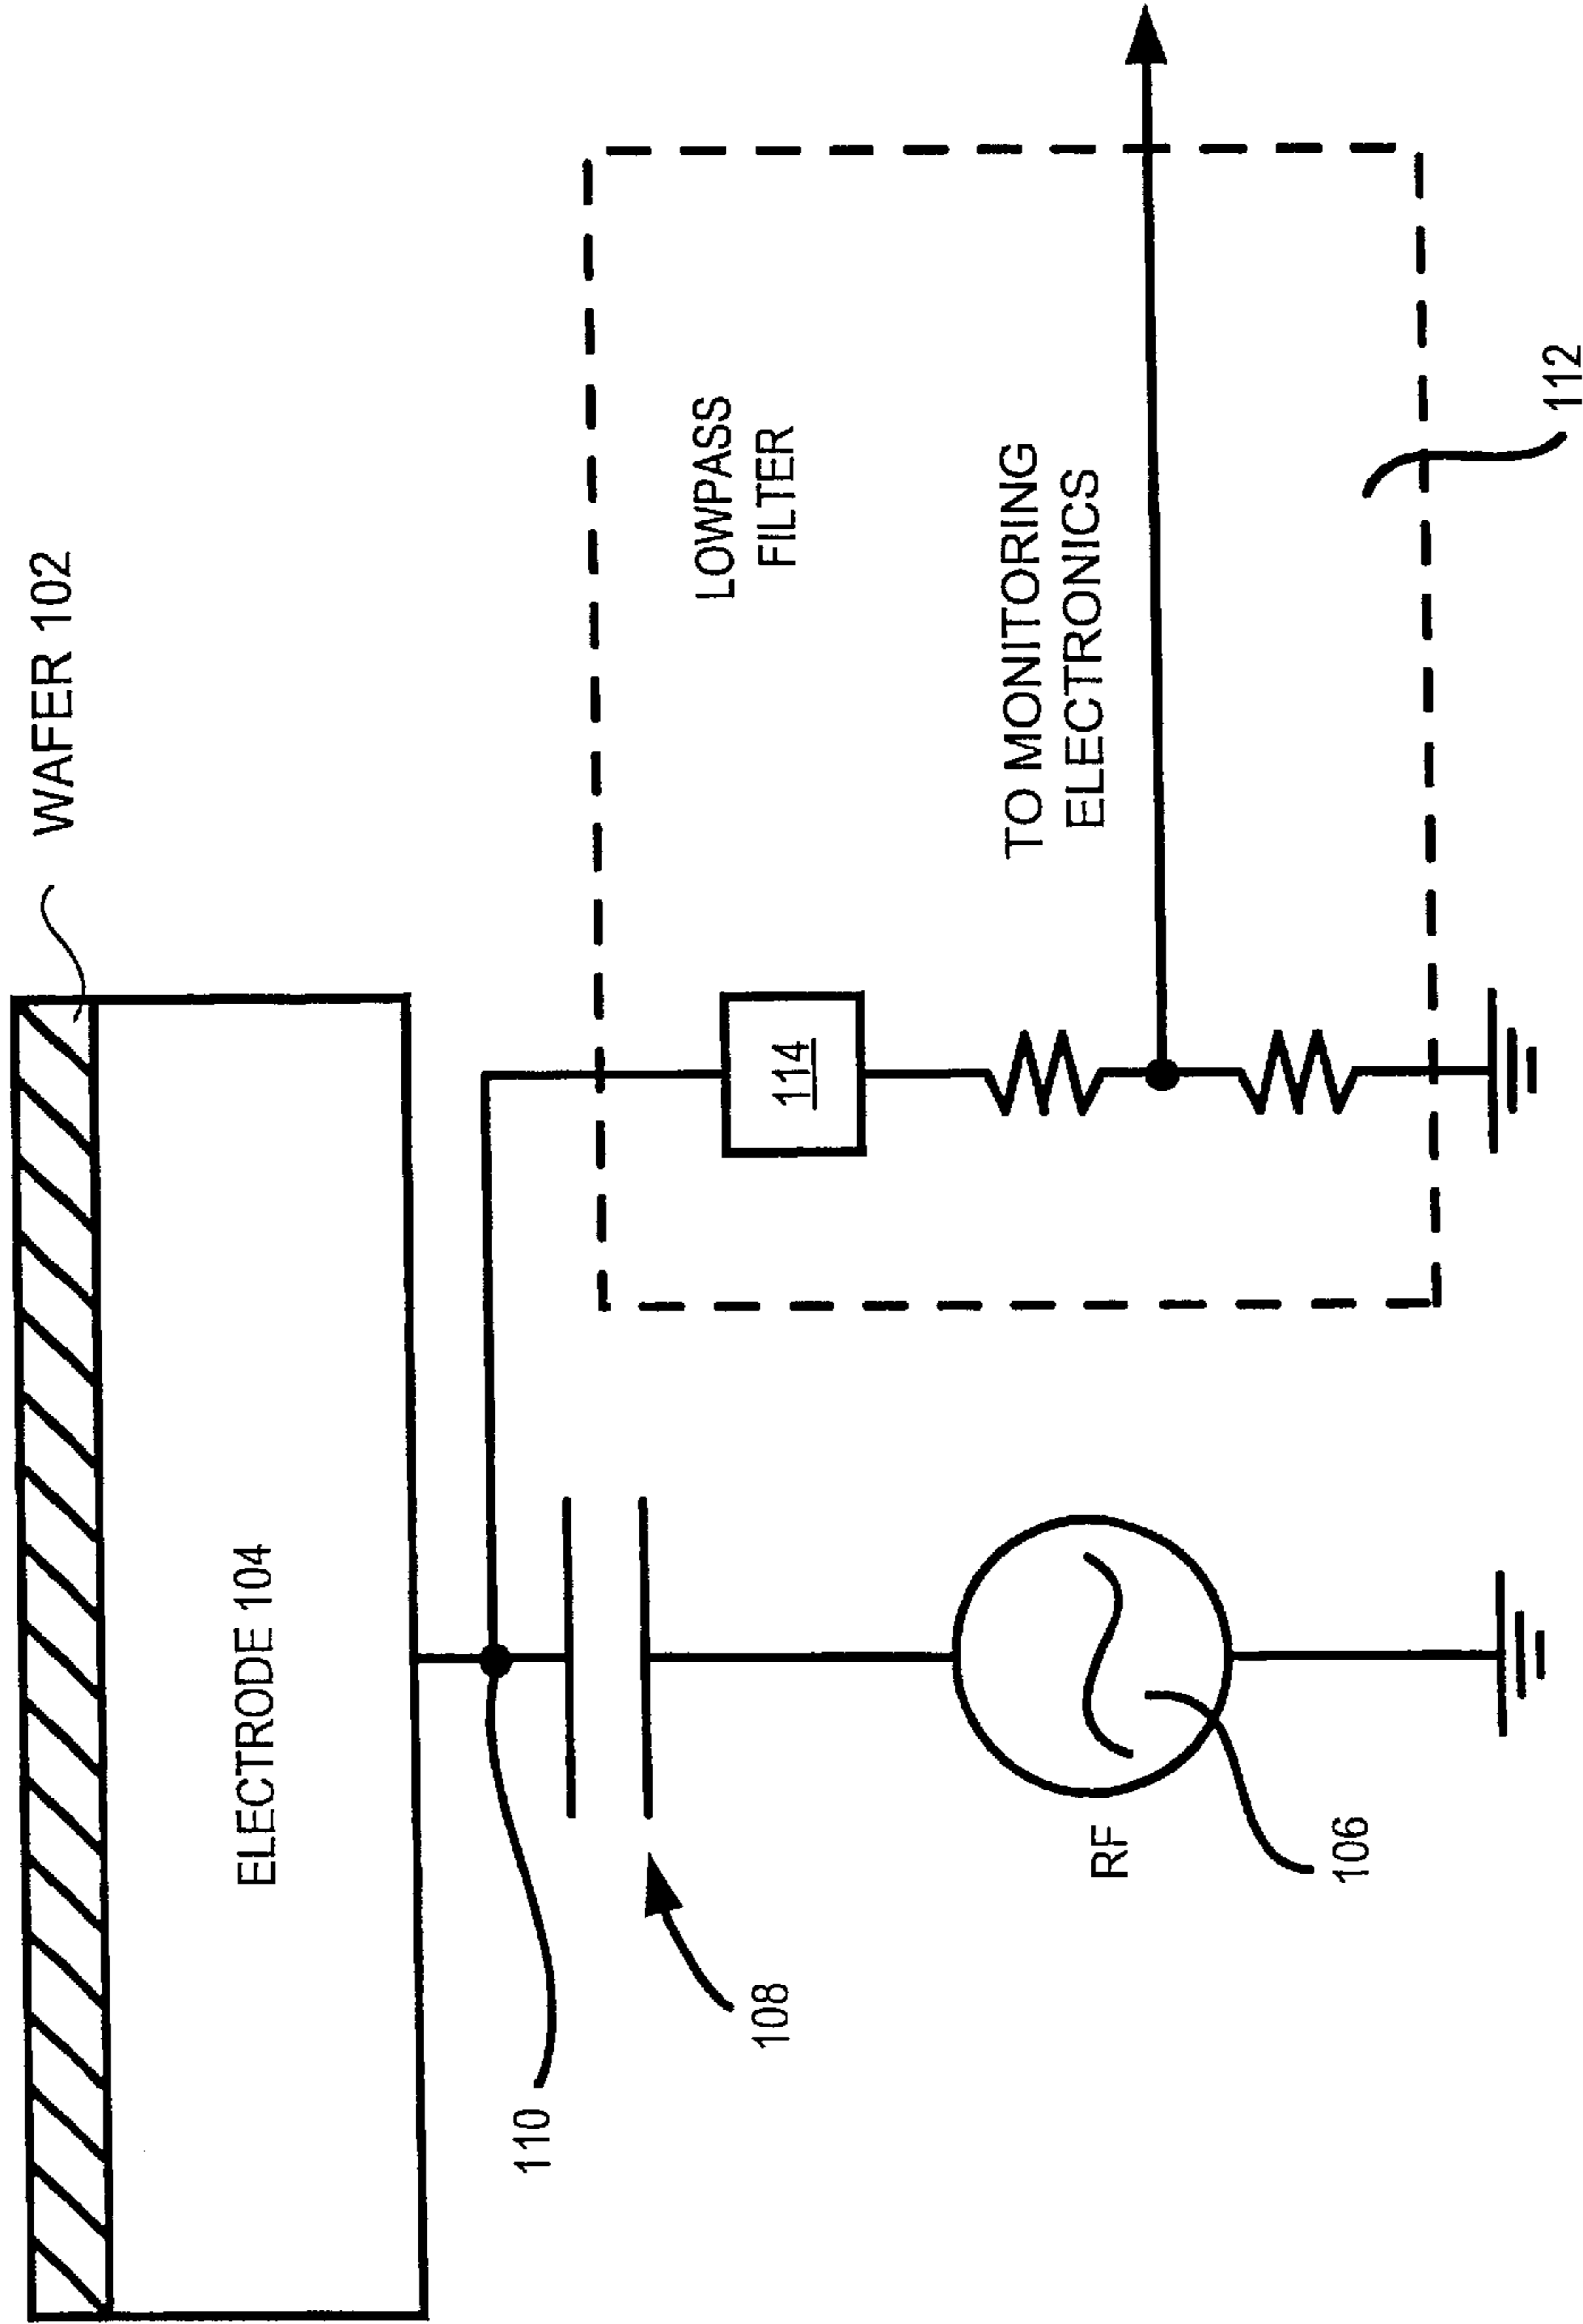 WAFER 102
ELECTRODE 104
110
108
RF
106
114
LOWPASS
FILTER
TO MONITORING
ELECTRONICS
112